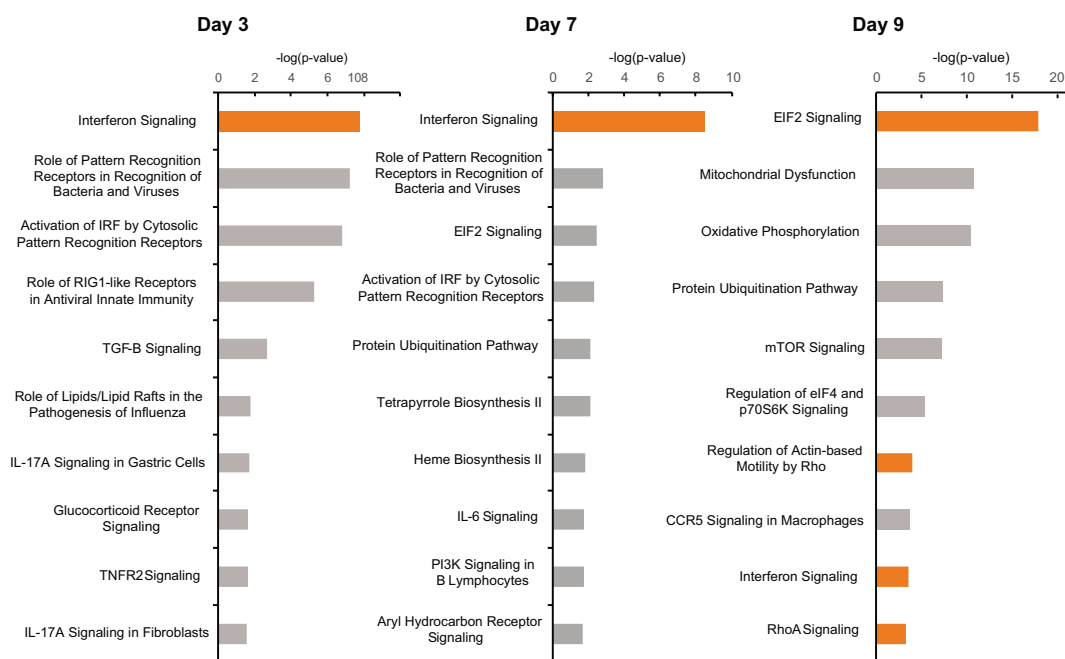 Day 3
-log(p-value)
0 2 4 6 108
Interferon Signaling
Role of Pattern Recognition
Receptors in Recognition of
Bacteria and Viruses
Activation of IRF by Cytosolic
Pattern Recognition Receptors
Role of RIG1-like Receptors
in Antiviral Innate Immunity
TGF-B Signaling
Role of Lipids/Lipid Rafts in the
Pathogenesis of Influenza
IL-17A Signaling in Gastric Cells
Glucocorticoid Receptor
Signaling
TNFR2 Signaling
IL-17A Signaling in Fibroblasts
Day 7
-log(p-value)
0 2 4 6 8 10
Interferon Signaling
Role of Pattern Recognition
Receptors in Recognition of
Bacteria and Viruses
EIF2 Signaling
Activation of IRF by Cytosolic
Pattern Recognition Receptors
Protein Ubiquitination Pathway
Tetrapyrrole Biosynthesis II
Heme Biosynthesis II
IL-6 Signaling
PI3K Signaling in
B Lymphocytes
Aryl Hydrocarbon Receptor
Signaling
Day 9
-log(p-value)
0 5 10 15 20
EIF2 Signaling
Mitochondrial Dysfunction
Oxidative Phosphorylation
Protein Ubiquitination Pathway
mTOR Signaling
Regulation of eIF4 and
p70S6K Signaling
Regulation of Actin-based
Motility by Rho
CCR5 Signaling in Macrophages
Interferon Signaling
RhoA Signaling